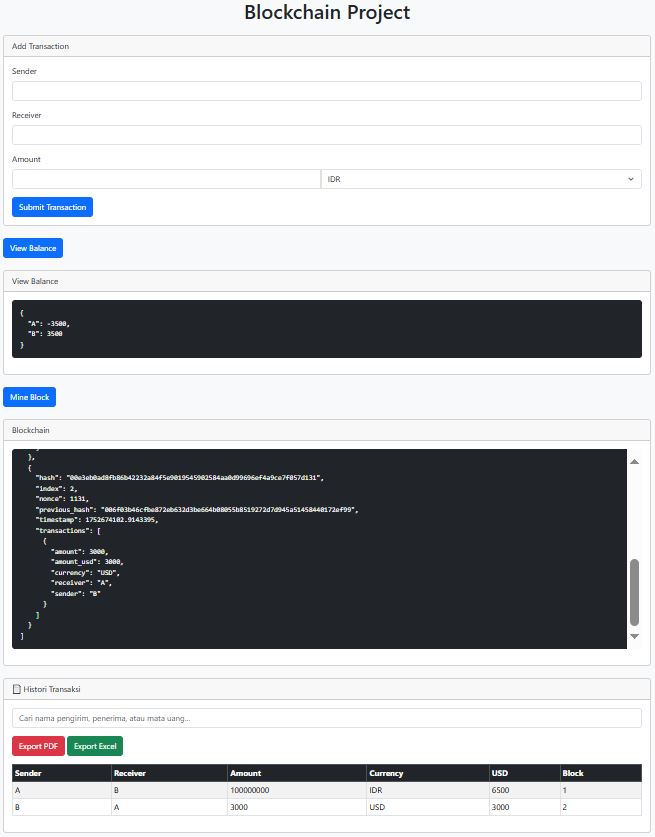 Blockchain Project
Add Transaction
Sender
Receiver
Amount
IDR
Submit Transaction
View Balance
View Balance
{
"A": -3500,
"B": 3500
}
Mine Block
Blockchain
},
{
"hash": "00e3eb0ad8fb86b42232a84f5e9019545902584aa0d99696ef4a9ce7f057d131",
"index": 2,
"nonce": 1131,
"previous_hash": "006f03b46cfbe872eb632d3be664b08055b8519272d7d945a51458440172ef99",
"timestamp": 1752674102.9143395,
"transactions": [
{
"amount": 3000,
"amount_usd": 3000,
"currency": "USD",
"receiver": "A",
"sender": "B"
}
]
}
]
Histori Transaksi
Cari nama pengirim, penerima, atau mata uang...
Export PDF Export Excel
Sender Receiver Amount Currency USD Block
A B 100000000 IDR 6500 1
B A 3000 USD 3000 2